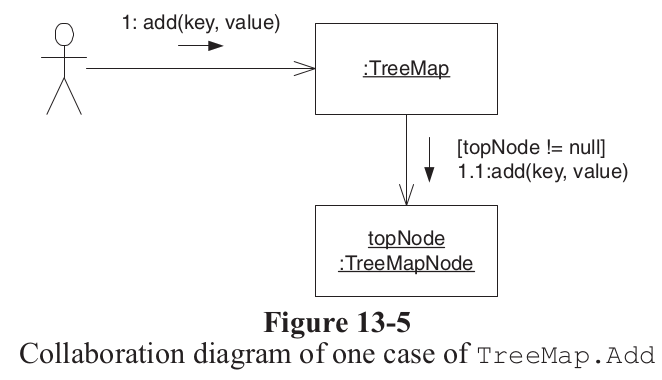 1: add(key, value)
:TreeMap
[topNode != null]
1.1:add(key, value)
topNode
:TreeMapNode
Figure 13-5
Collaboration diagram of one case of TreeMap.Add